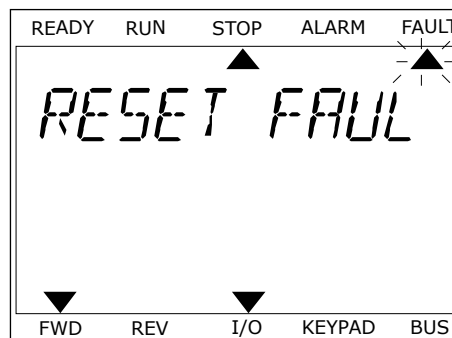 READY RUN STOP ALARM FAULT
RESET FAUL
FWD REV I/O KEYPAD BUS